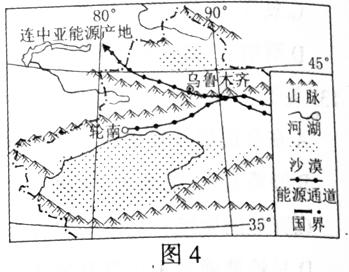 80° 90°
连中亚能源产地
45°
乌鲁木齐
轮南
35°
山脉
河湖
沙漠
能源通道
国界
图4